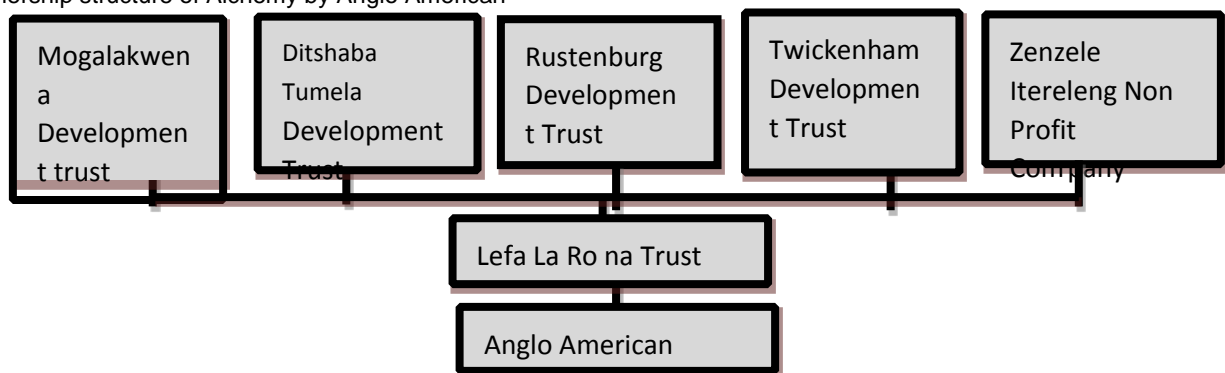 structure of Alchemy by Anglo American
Mogalakwen
a
Developmen
t trust
Ditshaba
Tumela
Development
Trust
Rustenburg
Developmen
t Trust
Twickenham
Developmen
t Trust
Zenzele
Itereleng Non
Profit
Company
Lefa La Ro na Trust
Anglo American